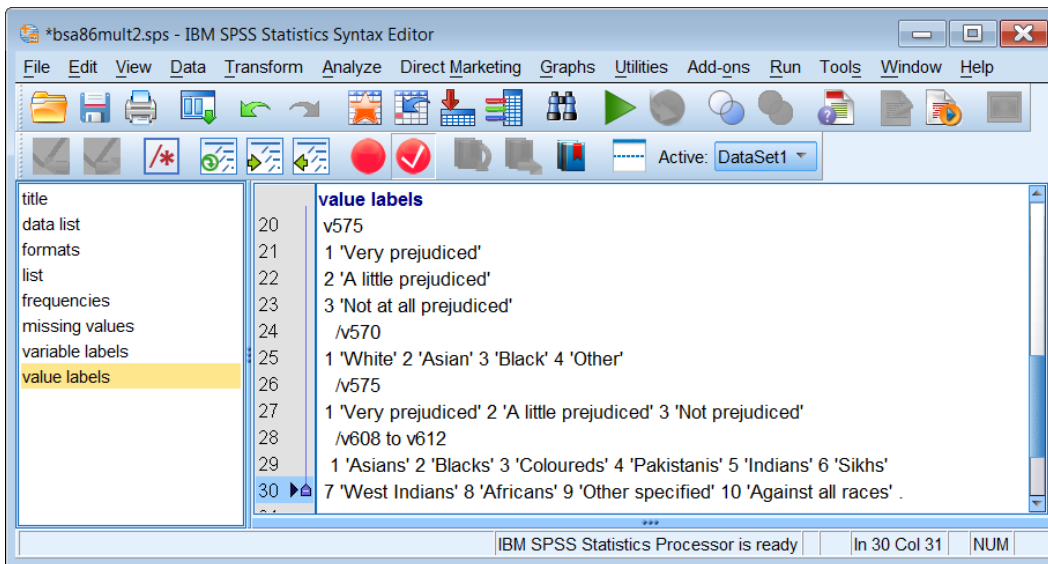 *bsa86mult2.sps - IBM SPSS Statistics Syntax Editor
File Edit View Data Transform Analyze Direct Marketing Graphs Utilities Add-ons Run Tools Window Help
Active: DataSet1
title
data list
formats
list
frequencies
missing values
variable labels
value labels
value labels
20 v575
21 1 'Very prejudiced'
22 2 'A little prejudiced'
23 3 'Not at all prejudiced'
24 /v570
25 1 'White' 2 'Asian' 3 'Black' 4 'Other'
26 /v575
27 1 'Very prejudiced' 2 'A little prejudiced' 3 'Not prejudiced'
28 /v608 to v612
29 1 'Asians' 2 'Blacks' 3 'Coloureds' 4 'Pakistanis' 5 'Indians' 6 'Sikhs'
30 7 'West Indians' 8 'Africans' 9 'Other specified' 10 'Against all races' .
IBM SPSS Statistics Processor is ready In 30 Col 31 NUM